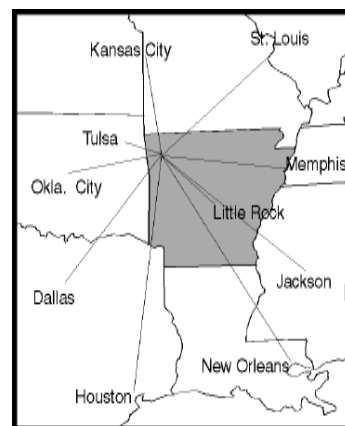 St. Louis
Kansas City
Tulsa
Memphis
Okla. City
Little Rock
Jackson
Dallas
New Orleans
Houston